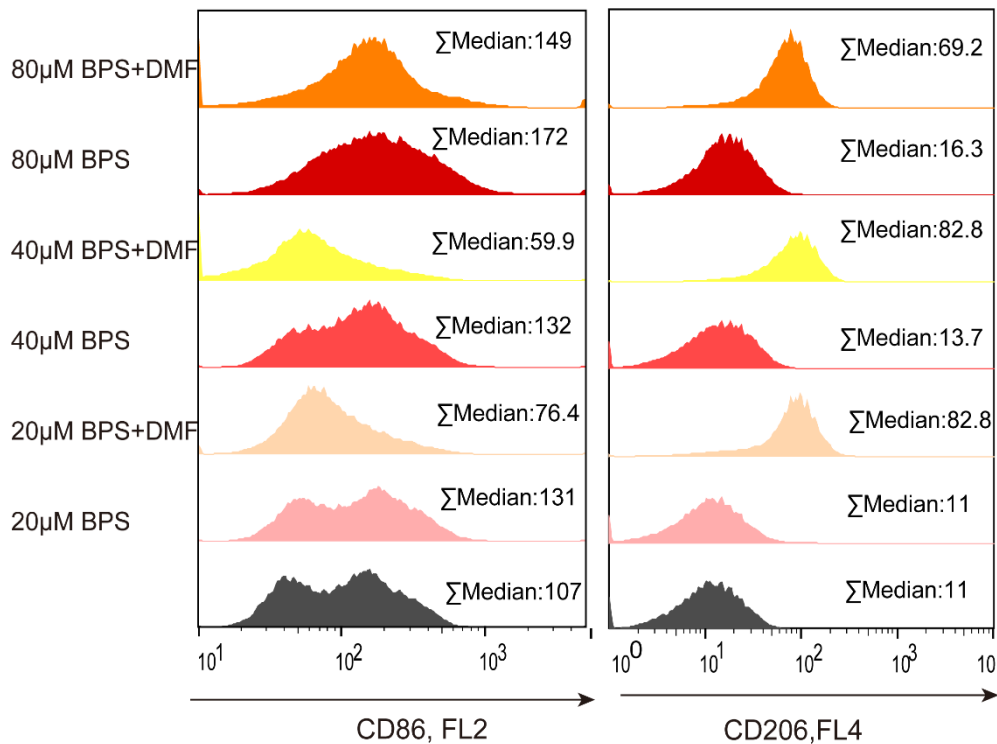 80μM BPS+DMF
∑Median:149
∑Median:69.2
80μM BPS
∑Median:172
∑Median:16.3
40μM BPS+DMF
∑Median:59.9
∑Median:82.8
40μM BPS
∑Median:132
∑Median:13.7
20μM BPS+DMF
∑Median:76.4
∑Median:82.8
20μM BPS
∑Median:131
∑Median:11
∑Median:107
∑Median:11
10¹ 10² 10³
10⁰ 10¹ 10² 10³ 10
CD86, FL2
CD206,FL4